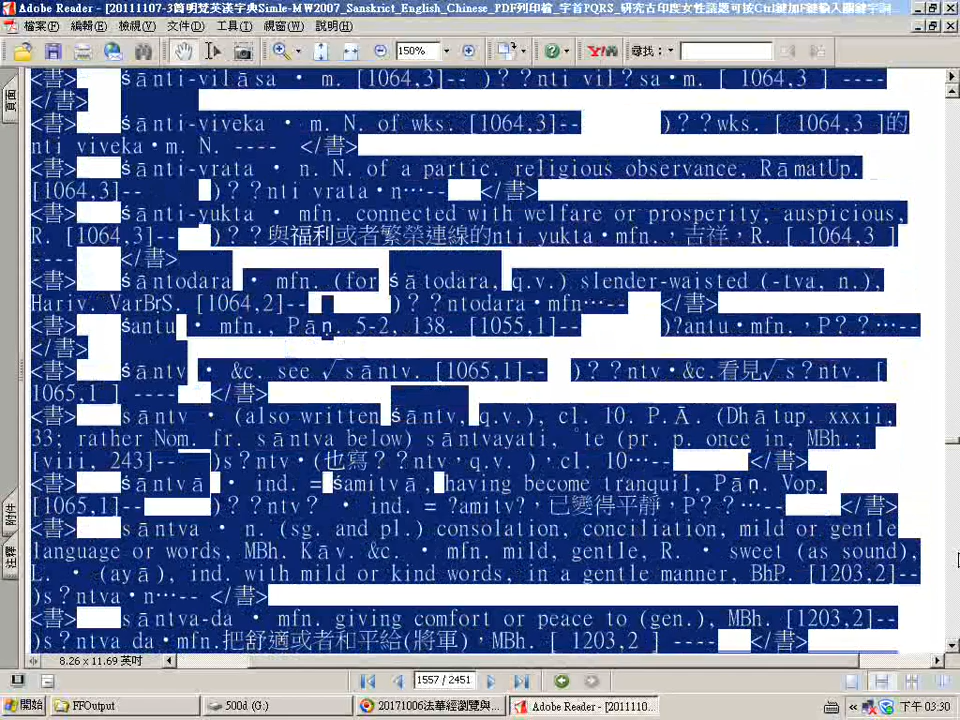 Adobe Reader - [20111107-3簡明梵英漢字典Simle-M@W2007_Sanskrict_English_Chinese_PDF列印檔_字首PQRS_研究古印度女性議題可按Ctrl鍵加F鍵輸入關鍵字詞
檔案(F) 編輯(E) 檢視(V) 文件(D) 工具(T) 視窗(W) 說明(H)
150% Y! 尋找：
<書> śānti-vilāsa · m. [1064,3]-- )??nti vil?sa·m. [ 1064,3 ] ----
</書>
<書> śānti-viveka · m. N. of wks. [1064,3]-- )??wks. [ 1064,3 ]的
nti viveka·m. N. ---- </書>
<書> śānti-vrata · n. N. of a partic. religious observance, RāmatUp.
[1064,3]-- )??nti vrata·n…-- </書>
<書> śānti-yukta · mfn. connected with welfare or prosperity, auspicious,
R. [1064,3]-- )??與福利或者繁榮連線的nti yukta·mfn.，吉祥，R. [ 1064,3 ]
---- </書>
<書> śāntodara · mfn. (for śātodara, q.v.) slender-waisted (-tva, n.),
Hariv. VarBṛS. [1064,2]-- )??ntodara·mfn…-- </書>
<書> śantu · mfn., Pāṇ. 5-2, 138. [1055,1]-- )?antu·mfn.，P??…--
</書>
<書> śāntv · &c. see √sāntv. [1065,1]-- )??ntv·&c.看見√s?ntv. [
1065,1 ] ---- </書>
<書> sāntv · (also written śāntv, q.v.), cl. 10. P.Ā. (Dhātup. xxxii,
33; rather Nom. fr. sāntva below) sāntvayati, °te (pr. p. once in, MBh.;
[viii, 243]-- )s?ntv·(也寫??ntv，q.v. )，cl. 10…-- </書>
<書> śāntvā · ind. = śamitvā, having become tranquil, Pāṇ. Vop.
[1065,1]-- )??ntv? · ind. = ?amitv?，已變得平靜，P??…-- </書>
<書> sāntva · n. (sg. and pl.) consolation, conciliation, mild or gentle
language or words, MBh. Kāv. &c. · mfn. mild, gentle, R. · sweet (as sound),
L. · (ayā), ind. with mild or kind words, in a gentle manner, BhP. [1203,2]--
)s?ntva·n…-- </書>
<書> sāntva-da · mfn. giving comfort or peace to (gen.), MBh. [1203,2]--
)s?ntva da·mfn.把舒適或者和平給(將軍)，MBh. [ 1203,2 ] ---- </書>
頁面
附件
注釋
8.26 x 11.69 英吋
1557 / 2451
開始 FFOutput 500d (G:) 20171006法華經瀏覽與... Adobe Reader - [2011110... 下午 03:30